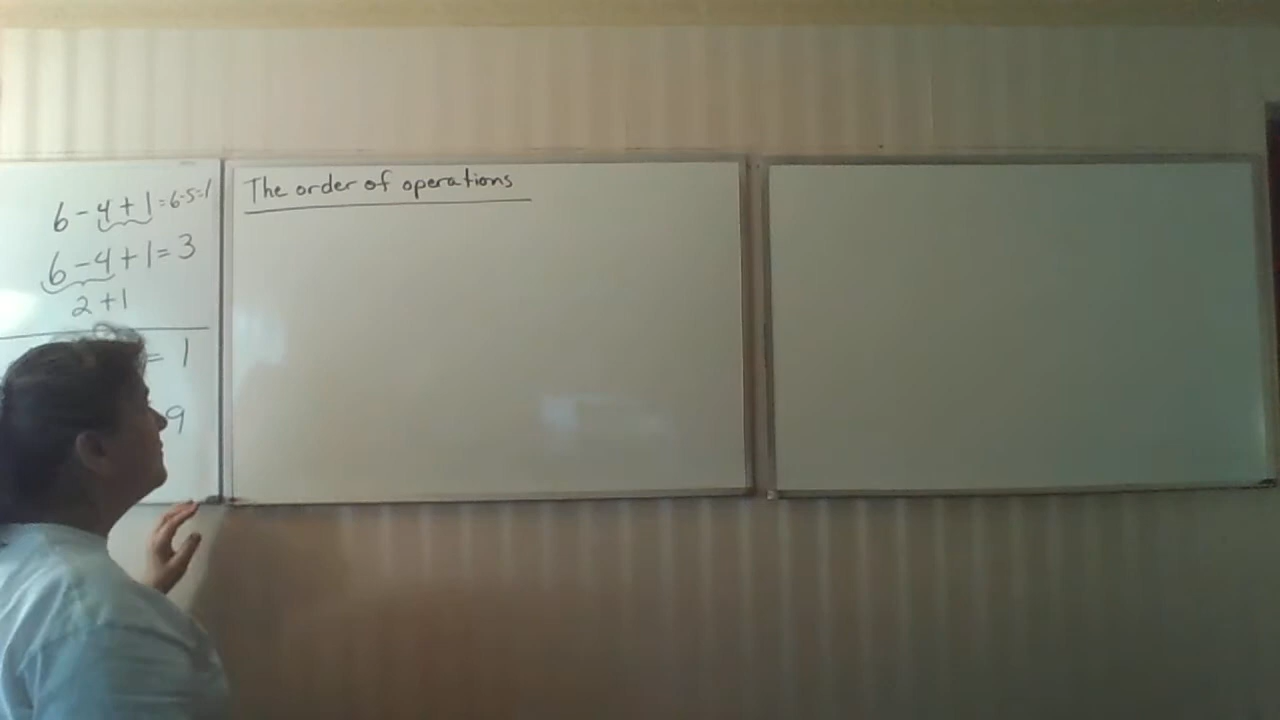 6 - 4 + 1 = 6-5=1
6 - 4 + 1 = 3
2 + 1
= 1
9
The order of operations